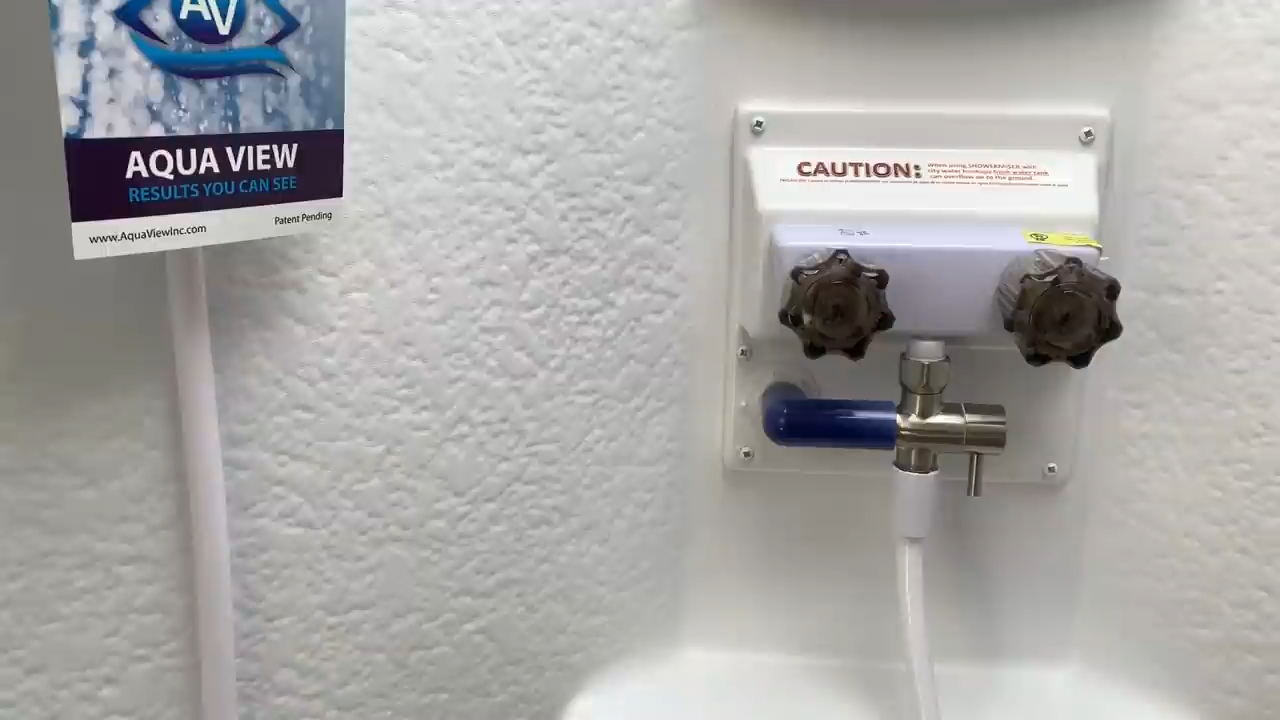 AV
AQUA VIEW
RESULTS YOU CAN SEE
www.AquaViewInc.com
Patent Pending
CAUTION:
When using SHOWERMISER with
city water hookups fresh water tank
can overflow on to the ground.